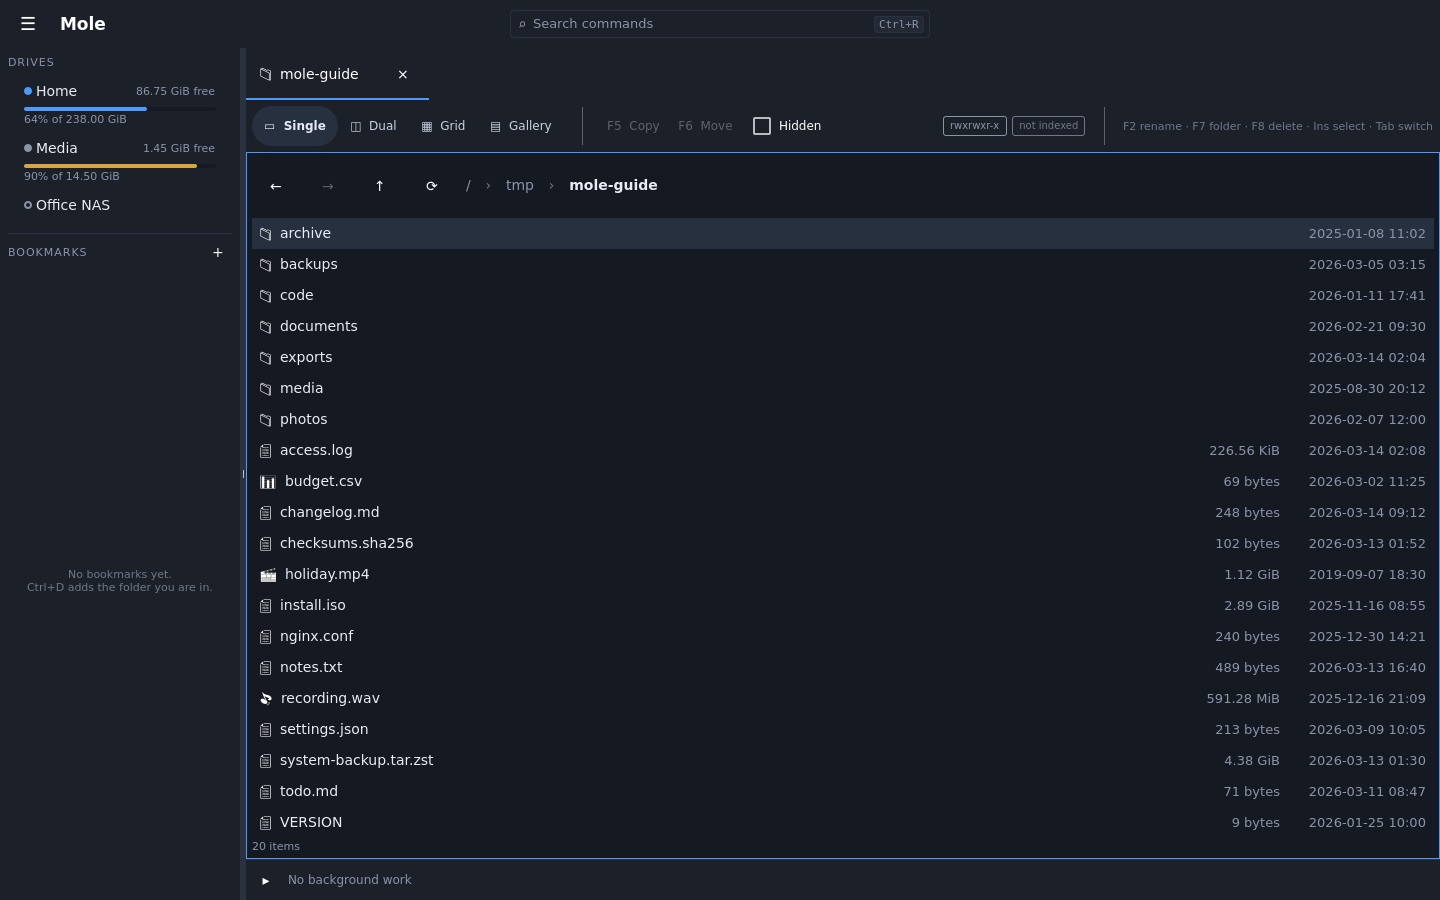 Mole
Search commands
Ctrl+R
DRIVES
Home 86.75 GiB free
64% of 238.00 GiB
Media 1.45 GiB free
90% of 14.50 GiB
Office NAS
BOOKMARKS +
No bookmarks yet.
Ctrl+D adds the folder you are in.
mole-guide ×
Single Dual Grid Gallery F5 Copy F6 Move Hidden rwxrwxr-x not indexed F2 rename · F7 folder · F8 delete · Ins select · Tab switch
← → ↑ ⟳ / › tmp › mole-guide
archive 2025-01-08 11:02
backups 2026-03-05 03:15
code 2026-01-11 17:41
documents 2026-02-21 09:30
exports 2026-03-14 02:04
media 2025-08-30 20:12
photos 2026-02-07 12:00
access.log 226.56 KiB 2026-03-14 02:08
budget.csv 69 bytes 2026-03-02 11:25
changelog.md 248 bytes 2026-03-14 09:12
checksums.sha256 102 bytes 2026-03-13 01:52
holiday.mp4 1.12 GiB 2019-09-07 18:30
install.iso 2.89 GiB 2025-11-16 08:55
nginx.conf 240 bytes 2025-12-30 14:21
notes.txt 489 bytes 2026-03-13 16:40
recording.wav 591.28 MiB 2025-12-16 21:09
settings.json 213 bytes 2026-03-09 10:05
system-backup.tar.zst 4.38 GiB 2026-03-13 01:30
todo.md 71 bytes 2026-03-11 08:47
VERSION 9 bytes 2026-01-25 10:00
20 items
No background work